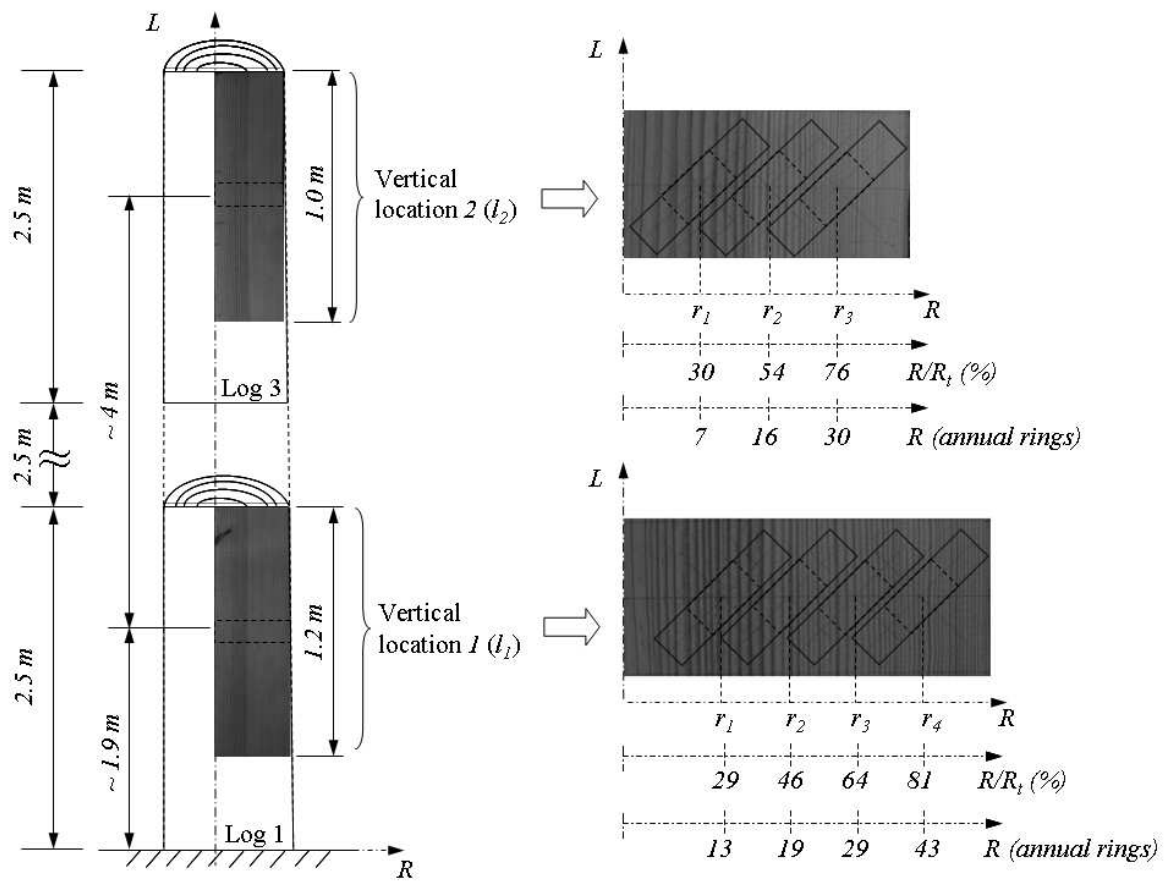 L
2.5 m
~ 4 m
1.0 m
Vertical
location 2 (l₂)
Log 3
2.5 m
2.5 m
~ 1.9 m
1.2 m
Vertical
location 1 (l₁)
Log 1
R
L
r₁ r₂ r₃ R
30 54 76 R/Rₜ (%)
7 16 30 R (annual rings)
L
r₁ r₂ r₃ r₄ R
29 46 64 81 R/Rₜ (%)
13 19 29 43 R (annual rings)